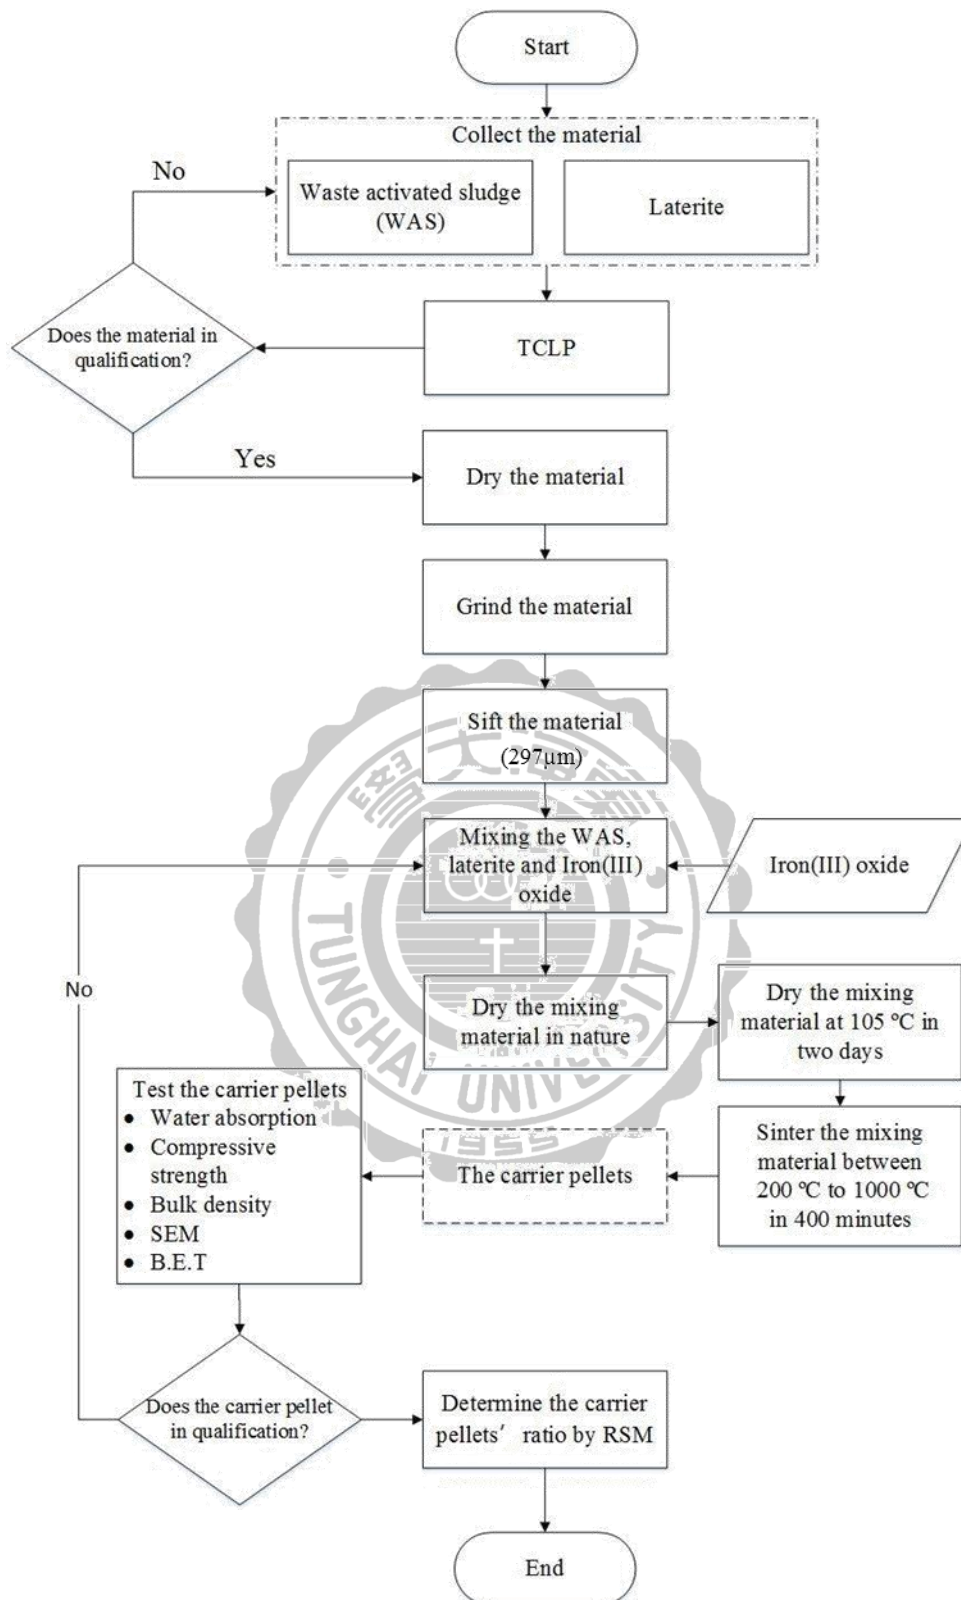 Start
Collect the material
No
Waste activated sludge
(WAS)
Laterite
Does the material in
qualification?
TCLP
Yes
Dry the material
Grind the material
Sift the material
(297μm)
Mixing the WAS,
laterite and Iron(III)
oxide
Iron(III) oxide
No
Dry the mixing
material in nature
Dry the mixing
material at 105 ℃ in
two days
Test the carrier pellets
● Water absorption
● Compressive
strength
● Bulk density
● SEM
● B.E.T
The carrier pellets
Sinter the mixing
material between
200 ℃ to 1000 ℃
in 400 minutes
Does the carrier pellet
in qualification?
Determine the carrier
pellets′ ratio by RSM
End
TUNGHAI UNIVERSITY
1955